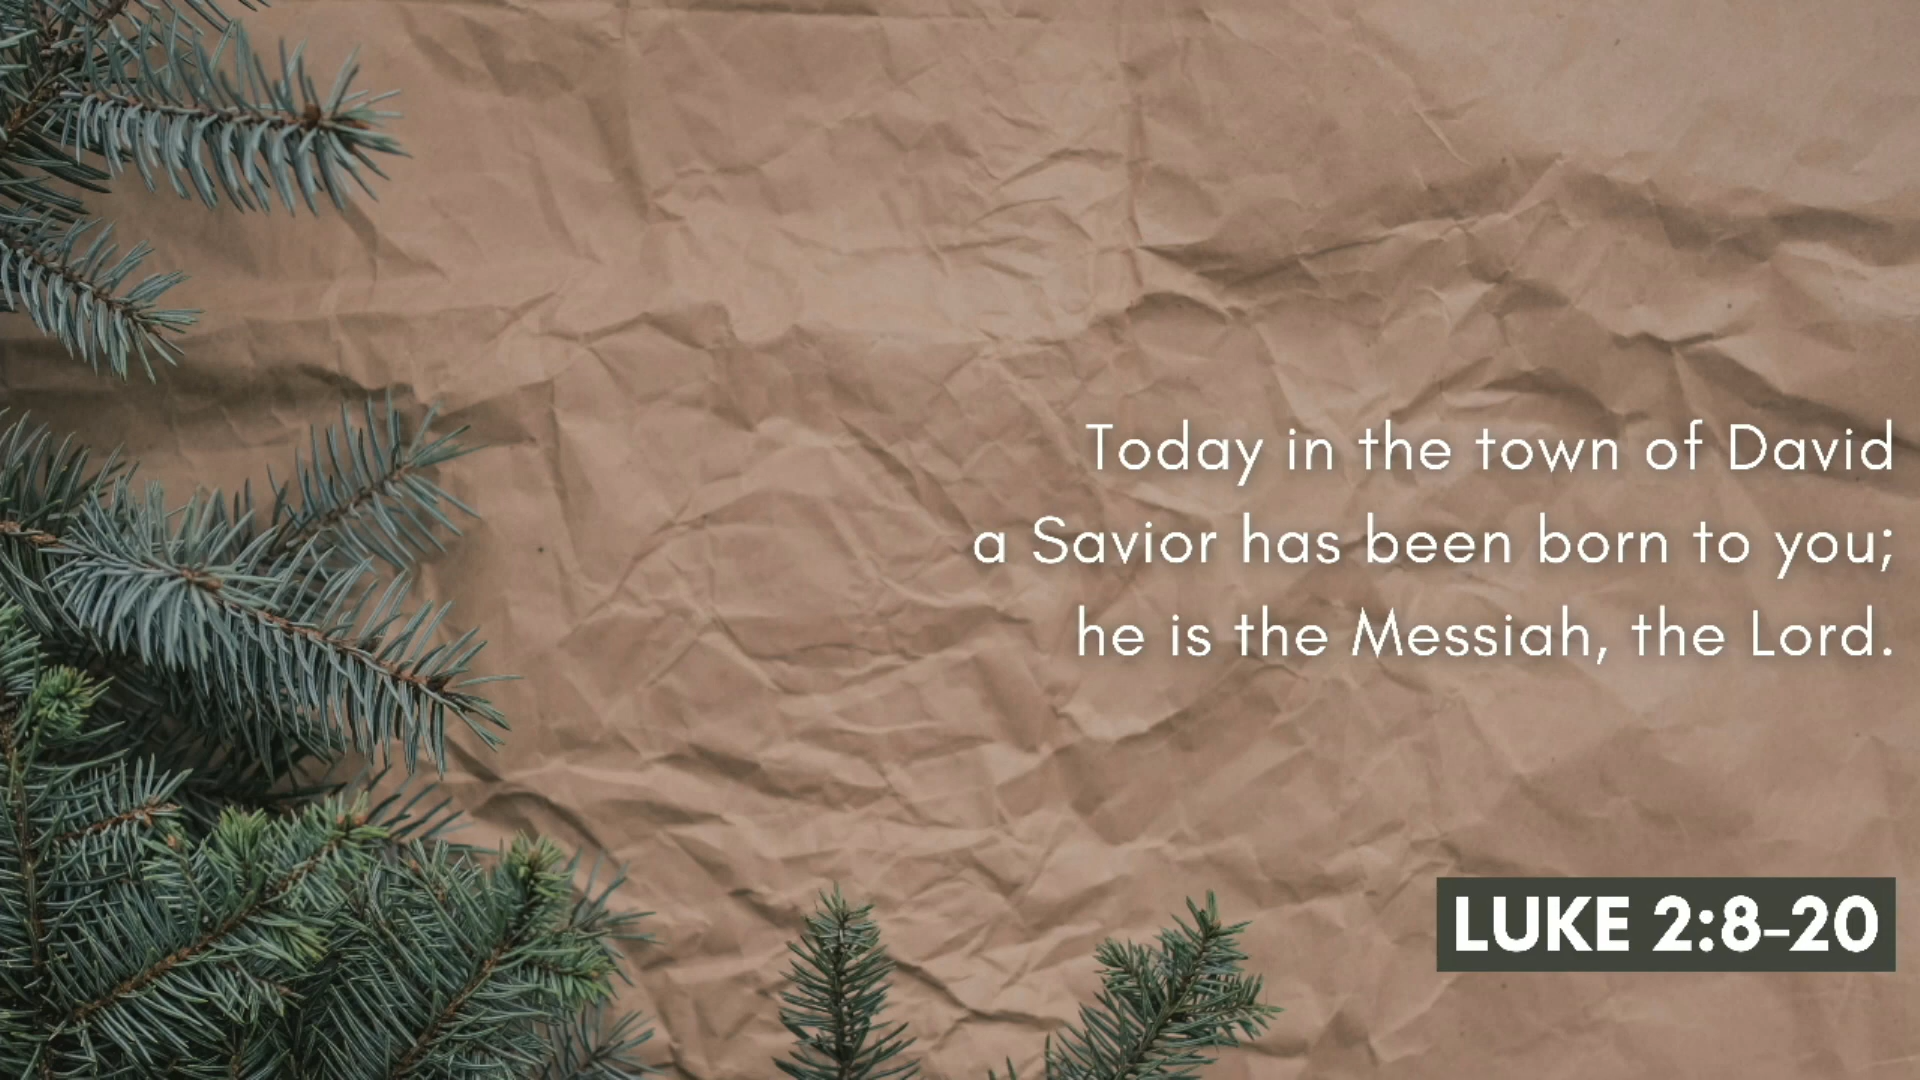 Today in the town of David
a Savior has been born to you;
he is the Messiah, the Lord.
LUKE 2:8-20